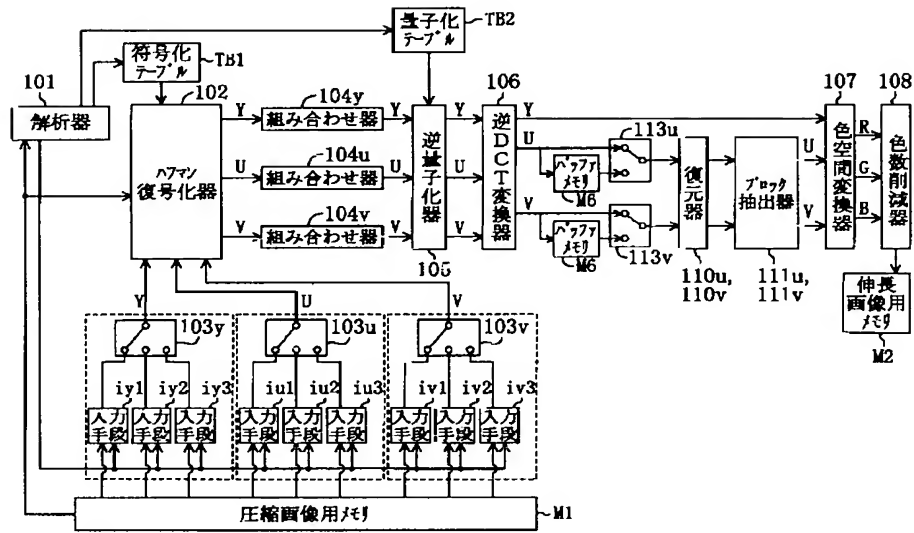 量子化
テーブル
TB2
符号化
テーブル
TB1
101
解析器
102
ハフマン
復号化器
Y
104y
組み合わせ器
Y
U
104u
組み合わせ器
U
V
104v
組み合わせ器
V
逆量子化器
105
Y
U
V
106
逆DCT変換器
Y
U
V
バッファ
メモリ
M6
バッファ
メモリ
M6
113u
113v
復元器
110u,
110v
ブロック
抽出器
111u,
111v
U
V
107
色空間変換器
R
G
B
108
色数削減器
伸長
画像用
メモリ
M2
Y
U
V
103y
103u
103v
iy1
iy2
iy3
iu1
iu2
iu3
iv1
iv2
iv3
入力
手段
入力
手段
入力
手段
入力
手段
入力
手段
入力
手段
入力
手段
入力
手段
入力
手段
圧縮画像用メモリ
M1